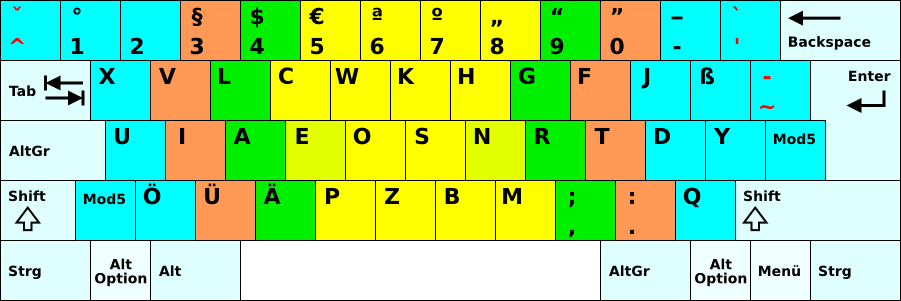 ˇ ° § $ € ª º „ “ ” – `
^ 1 2 3 4 5 6 7 8 9 0 - ' Backspace
Tab X V L C W K H G F J ß - Enter
~
AltGr U I A E O S N R T D Y Mod5
Shift Mod5 Ö Ü Ä P Z B M ; : Q Shift
, .
Strg Alt Option Alt AltGr Alt Option Menü Strg